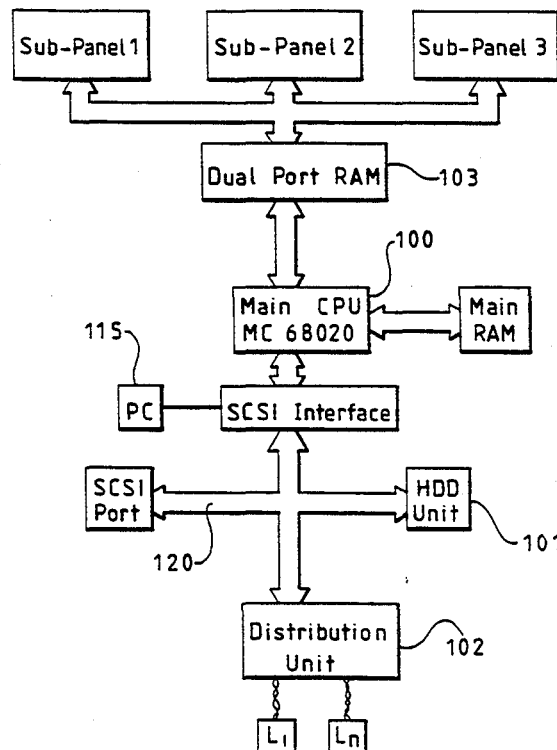 Sub-Panel 1
Sub-Panel 2
Sub-Panel 3
Dual Port RAM
103
100
Main CPU
MC 68020
Main
RAM
115
PC
SCSI Interface
SCSI
Port
HDD
Unit
120
101
Distribution
Unit
102
L1
Ln